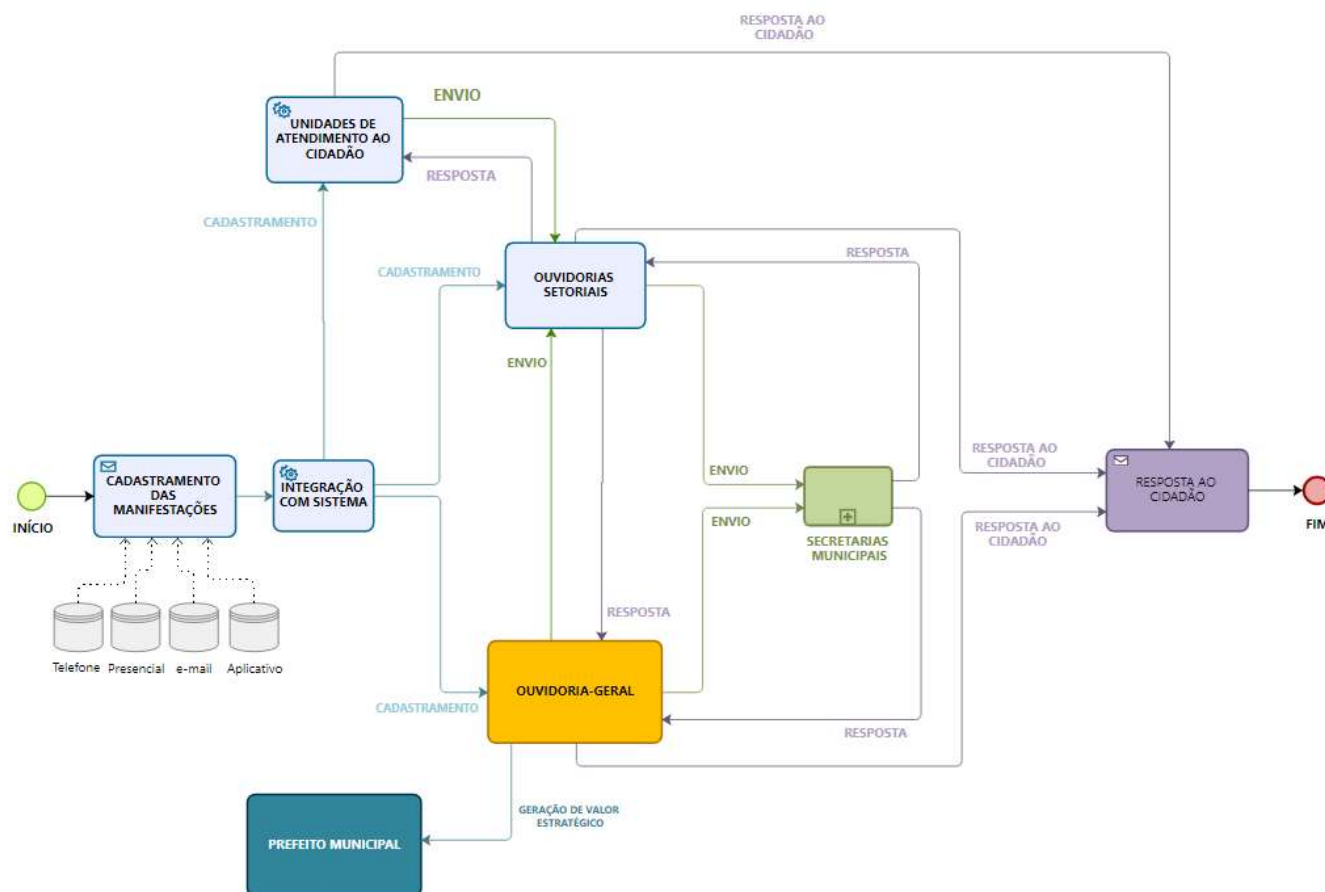 RESPOSTA AO
CIDADÃO
ENVIO
UNIDADES DE
ATENDIMENTO AO
CIDADÃO
RESPOSTA
CADASTRAMENTO
RESPOSTA
CADASTRAMENTO
OUVIDORIAS
SETORIAIS
ENVIO
RESPOSTA AO
CIDADÃO
ENVIO
CADASTRAMENTO
DAS
MANIFESTAÇÕES
INTEGRAÇÃO
COM SISTEMA
RESPOSTA AO
CIDADÃO
INÍCIO
ENVIO
SECRETARIAS
MUNICIPAIS
RESPOSTA AO
CIDADÃO
FIM
RESPOSTA
Telefone
Presencial
e-mail
Aplicativo
OUVIDORIA-GERAL
CADASTRAMENTO
RESPOSTA
GERAÇÃO DE VALOR
ESTRATÉGICO
PREFEITO MUNICIPAL